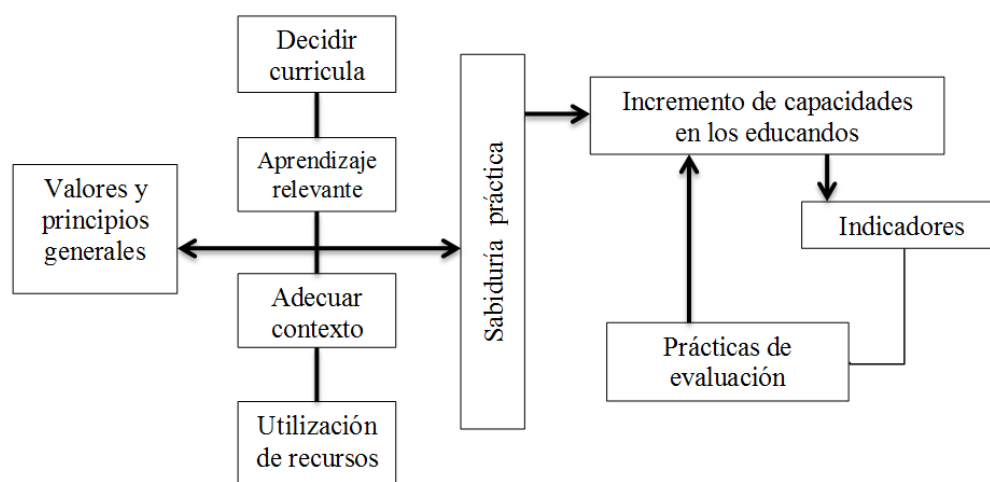 Decidir
curricula
Aprendizaje
relevante
Valores y
principios
generales
Adecuar
contexto
Utilización
de recursos
Sabiduría práctica
Incremento de capacidades
en los educandos
Indicadores
Prácticas de
evaluación